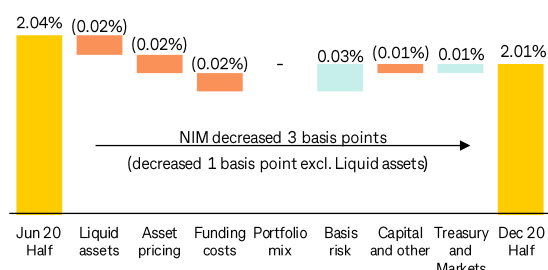 2.04%
(0.02%)
(0.02%)
(0.02%)
-
0.03%
(0.01%)
0.01%
2.01%
NIM decreased 3 basis points
(decreased 1 basis point excl. Liquid assets)
Jun 20
Half
Liquid
assets
Asset
pricing
Funding
costs
Portfolio
mix
Basis
risk
Capital
and other
Treasury
and
Markets
Dec 20
Half